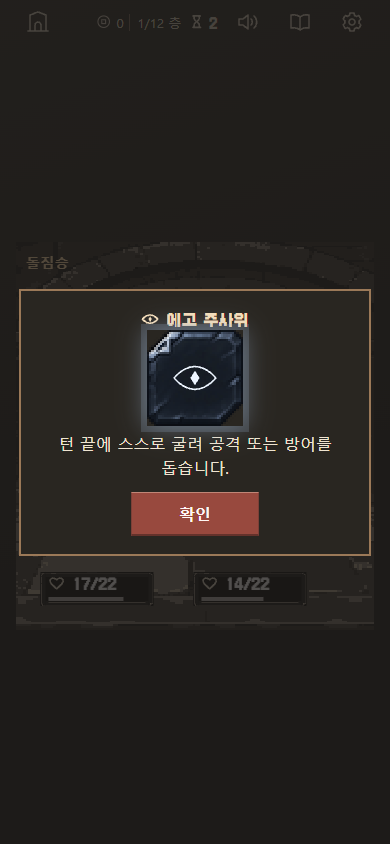 0 1/12 층 2
돌짐승
에고 주사위
턴 끝에 스스로 굴려 공격 또는 방어를
돕습니다.
확인
17/22 14/22